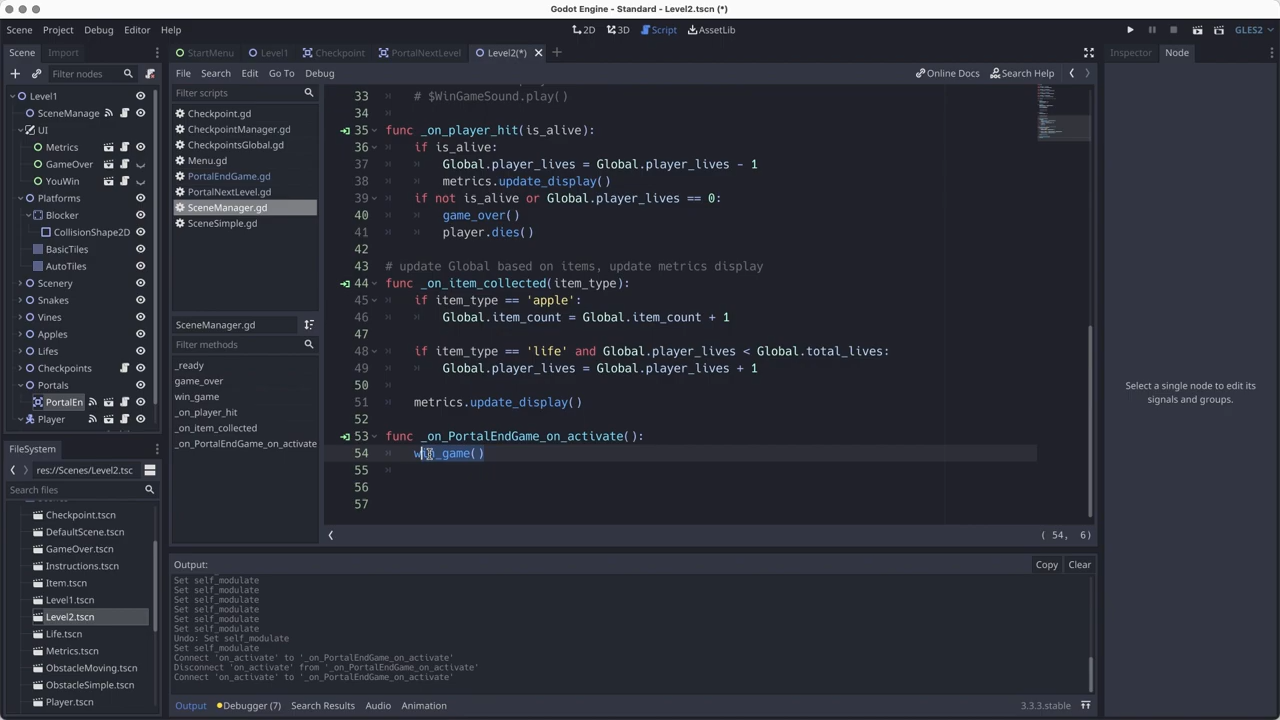 Godot Engine - Standard - Level2.tscn (*)
Scene Project Debug Editor Help
2D 3D Script AssetLib
GLES2
Scene Import
StartMenu Level1 Checkpoint PortalNextLevel Level2(*)
Inspector Node
Filter nodes
File Search Edit Go To Debug
Online Docs Search Help
Level1
SceneManage
UI
Metrics
GameOver
YouWin
Platforms
Blocker
CollisionShape2D
BasicTiles
AutoTiles
Scenery
Snakes
Vines
Apples
Lifes
Checkpoints
Portals
PortalEn
Player
FileSystem
res://Scenes/Level2.tsc
Search files
Checkpoint.tscn
DefaultScene.tscn
GameOver.tscn
Instructions.tscn
Item.tscn
Level1.tscn
Level2.tscn
Life.tscn
Metrics.tscn
ObstacleMoving.tscn
ObstacleSimple.tscn
Player.tscn
Filter scripts
Checkpoint.gd
CheckpointManager.gd
CheckpointsGlobal.gd
Menu.gd
PortalEndGame.gd
PortalNextLevel.gd
SceneManager.gd
SceneSimple.gd
SceneManager.gd
Filter methods
_ready
game_over
win_game
_on_player_hit
_on_item_collected
_on_PortalEndGame_on_activate
33 # $WinGameSound.play()
34
35 func _on_player_hit(is_alive):
36 if is_alive:
37 Global.player_lives = Global.player_lives - 1
38 metrics.update_display()
39 if not is_alive or Global.player_lives == 0:
40 game_over()
41 player.dies()
42
43 # update Global based on items, update metrics display
44 func _on_item_collected(item_type):
45 if item_type == 'apple':
46 Global.item_count = Global.item_count + 1
47
48 if item_type == 'life' and Global.player_lives < Global.total_lives:
49 Global.player_lives = Global.player_lives + 1
50
51 metrics.update_display()
52
53 func _on_PortalEndGame_on_activate():
54 win_game()
55
56
57
( 54, 6)
Output:
Copy Clear
Set self_modulate
Set self_modulate
Set self_modulate
Set self_modulate
Set self_modulate
Set self_modulate
Undo: Set self_modulate
Set self_modulate
Connect 'on_activate' to '_on_PortalEndGame_on_activate'
Disconnect 'on_activate' from '_on_PortalEndGame_on_activate'
Connect 'on_activate' to '_on_PortalEndGame_on_activate'
Output Debugger (7) Search Results Audio Animation
3.3.3.stable
Select a single node to edit its
signals and groups.